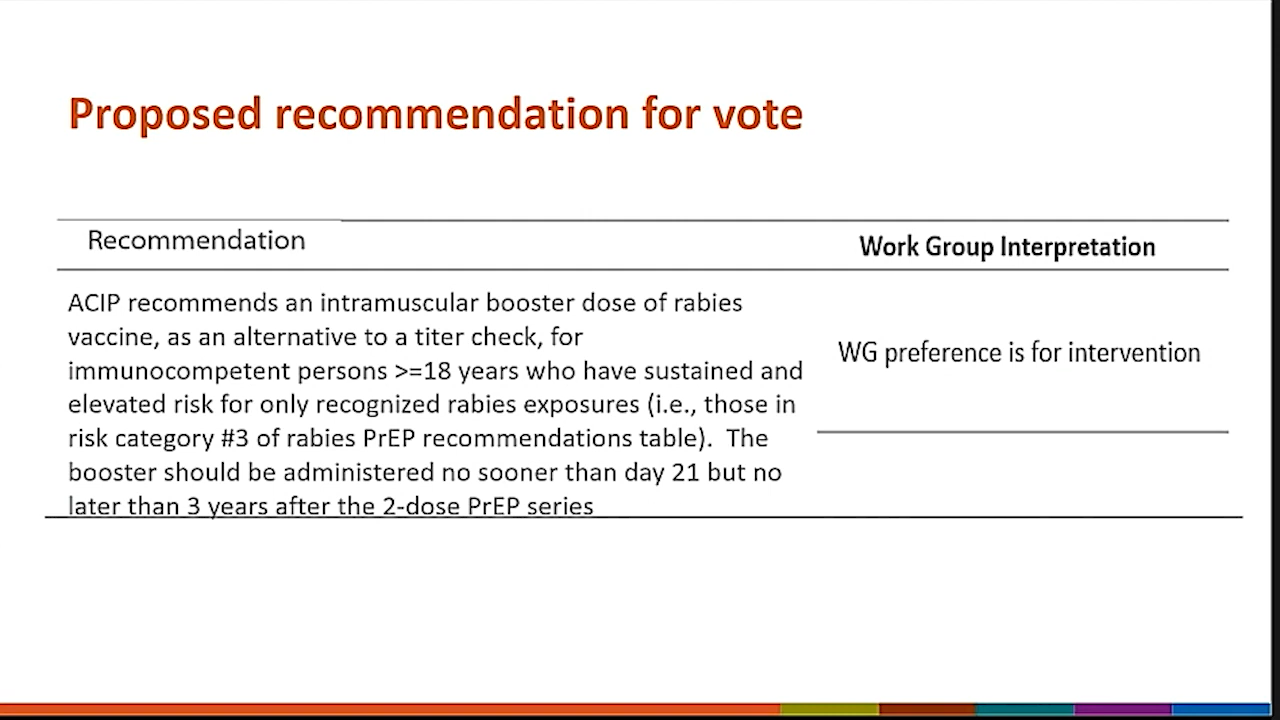 Proposed recommendation for vote
Recommendation
Work Group Interpretation
ACIP recommends an intramuscular booster dose of rabies
vaccine, as an alternative to a titer check, for
immunocompetent persons >=18 years who have sustained and
elevated risk for only recognized rabies exposures (i.e., those in
risk category #3 of rabies PrEP recommendations table).  The
booster should be administered no sooner than day 21 but no
later than 3 years after the 2-dose PrEP series
WG preference is for intervention